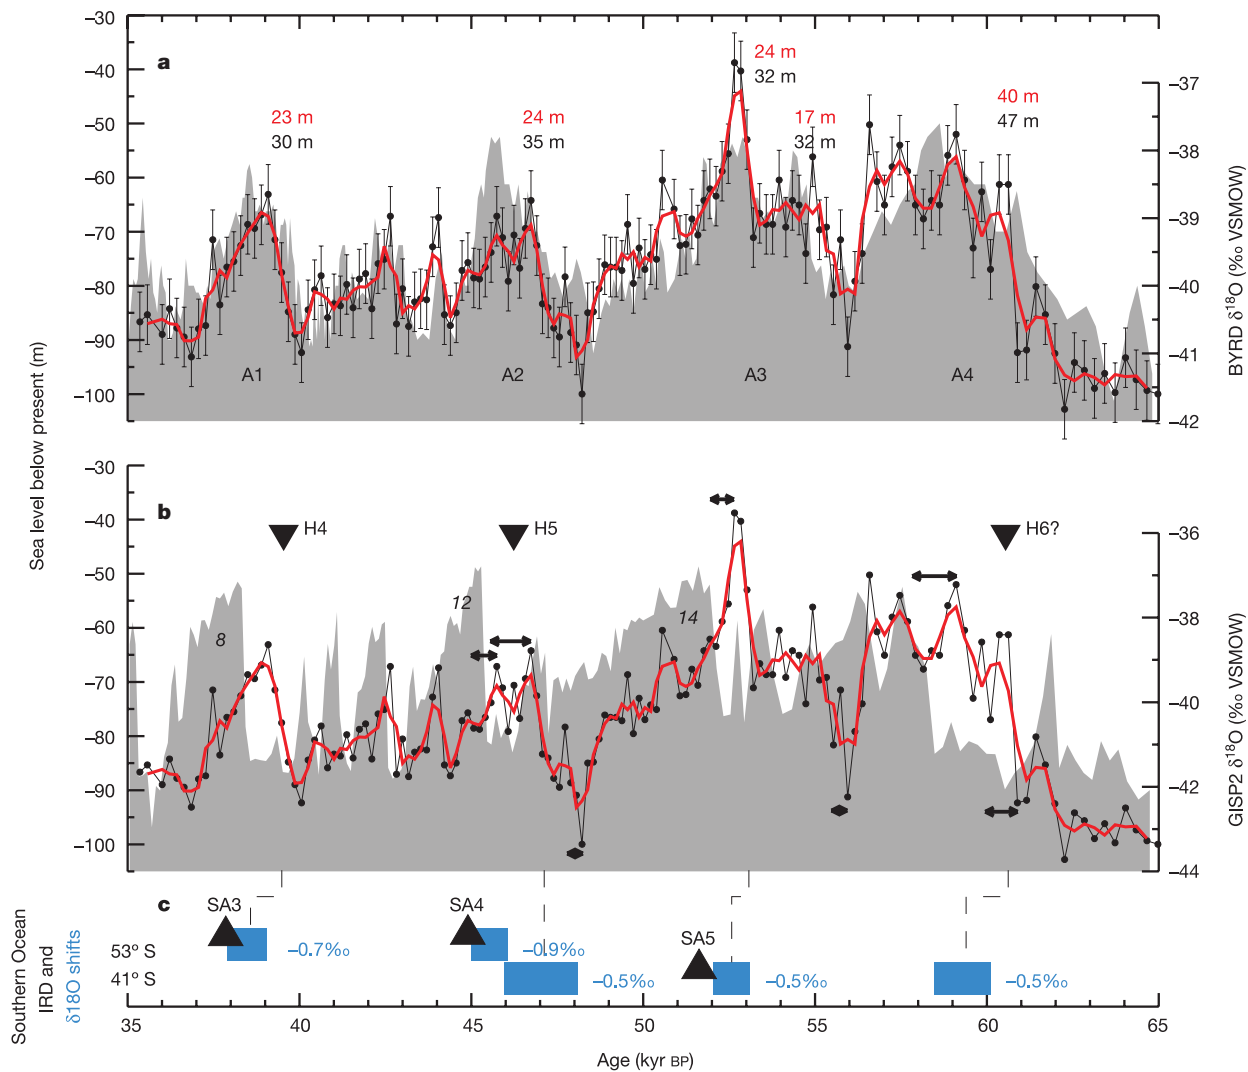 a
−30
−40
−50
−60
−70
−80
−90
−100
23 m
30 m
24 m
35 m
24 m
32 m
17 m
32 m
40 m
47 m
A1
A2
A3
A4
−37
−38
−39
−40
−41
−42
BYRD δ¹⁸O (‰ VSMOW)
Sea level below present (m)
b
−30
−40
−50
−60
−70
−80
−90
−100
H4
H5
H6?
8
12
14
−36
−38
−40
−42
−44
GISP2 δ¹⁸O (‰ VSMOW)
c
SA3
SA4
SA5
Southern Ocean
IRD and
δ18O shifts
53° S
41° S
−0.7‰
−0.9‰
−0.5‰
−0.5‰
−0.5‰
35
40
45
50
55
60
65
Age (kyr BP)